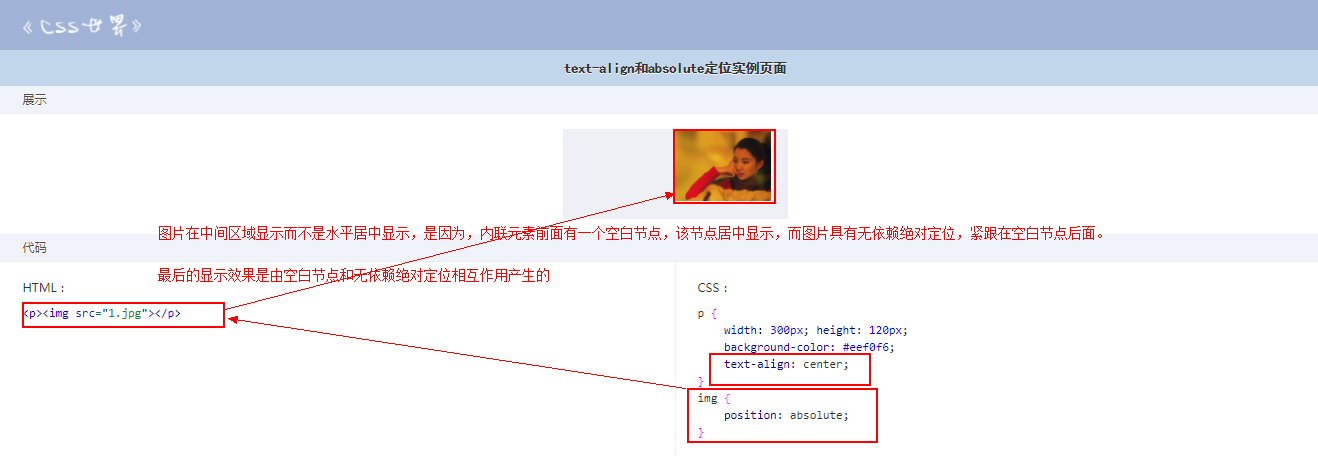 《CSS世界》
text-align和absolute定位实例页面
展示
图片在中间区域显示而不是水平居中显示，是因为，内联元素前面有一个空白节点，该节点居中显示，而图片具有无依赖绝对定位，紧跟在空白节点后面。
代码
最后的显示效果是由空白节点和无依赖绝对定位相互作用产生的
HTML：
<p><img src="1.jpg"></p>
CSS：
p {
    width: 300px; height: 120px;
    background-color: #eef0f6;
    text-align: center;
}
img {
    position: absolute;
}